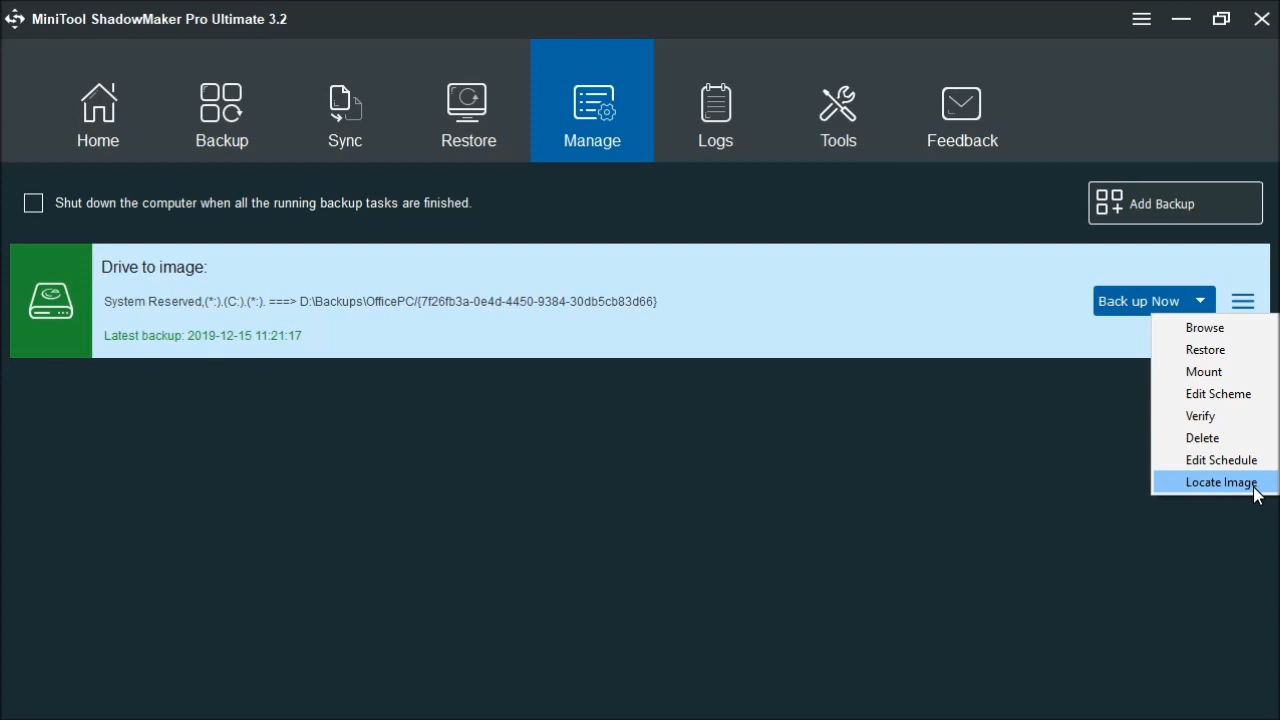 MiniTool ShadowMaker Pro Ultimate 3.2
Home
Backup
Sync
Restore
Manage
Logs
Tools
Feedback
Shut down the computer when all the running backup tasks are finished.
Add Backup
Drive to image:
System Reserved,(*:).(C:).(*:). ===> D:\Backups\OfficePC/{7f26fb3a-0e4d-4450-9384-30db5cb83d66}
Latest backup: 2019-12-15 11:21:17
Back up Now
Browse
Restore
Mount
Edit Scheme
Verify
Delete
Edit Schedule
Locate Image